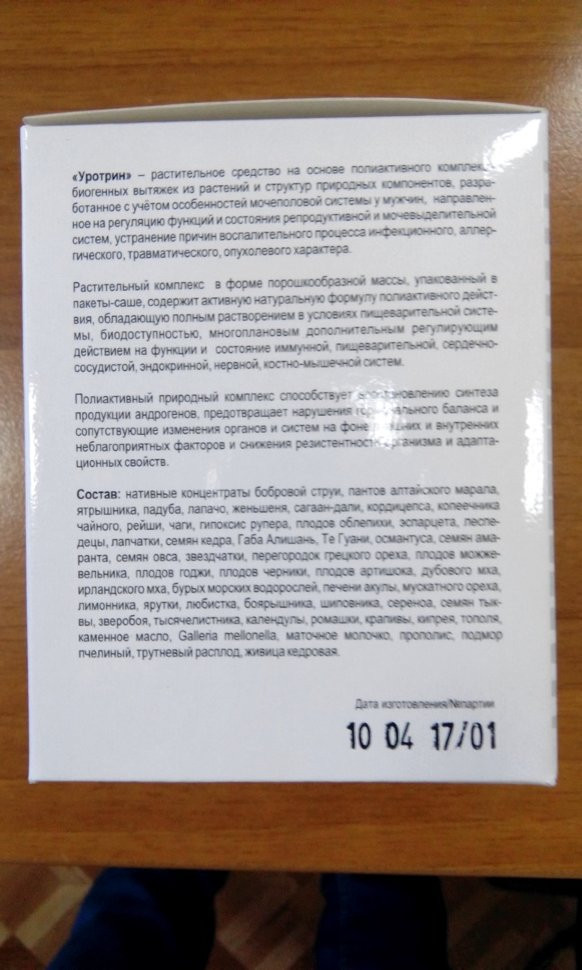 «Уротрин» – растительное средство на основе полиактивного
биогенных вытяжек из растений и структур природных компонентов, разра-
ботанное с учётом особенностей мочеполовой системы у мужчин, направлен-
ное на регуляцию функций и состояния репродуктивной и мочевыделительной
систем, устранение причин воспалительного процесса инфекционного, аллер-
гического, травматического, опухолевого характера.
Растительный комплекс в форме порошкообразной массы, упакованный в
пакеты-саше, содержит активную натуральную формулу полиактивного дейст-
вия, обладающую полным растворением в условиях пищеварительной систе-
мы, биодоступностью, многоплановым дополнительным регулирующим
действием на функции и состояние иммунной, пищеварительной, сердечно-
сосудистой, эндокринной, нервной, костно-мышечной систем.
Полиактивный природный комплекс способствует восстановлению синтеза
продукции андрогенов, предотвращает нарушения гормонального баланса и
сопутствующие изменения органов и систем на фоне и внутренних
неблагоприятных факторов и снижения резистентности организма и адапта-
ционных свойств.
Состав: нативные концентраты бобровой струи, пантов алтайского марала,
ятрышника, падуба, лапачо, женьшеня, сагаан-дали, кордицепса, копеечника
чайного, рейши, чаги, гипоксис рупера, плодов облепихи, эспарцета, леспе-
децы, лапчатки, семян кедра, Габа Алишань, Те Гуани, османтуса, семян ама-
ранта, семян овса, звездчатки, перегородок грецкого ореха, плодов можже-
вельника, плодов годжи, плодов черники, плодов артишока, дубового мха,
ирландского мха, бурых морских водорослей, печени акулы, мускатного ореха,
лимонника, ярутки, любистка, боярышника, шиповника, сереноа, семян тык-
вы, зверобоя, тысячелистника, календулы, ромашки, крапивы, кипрея, тополя,
каменное масло, Galleria mellonella, маточное молочко, прополис, подмор
пчелиный, трутневый расплод, живица кедровая.
Дата изготовления/№партии
10 04 17/01